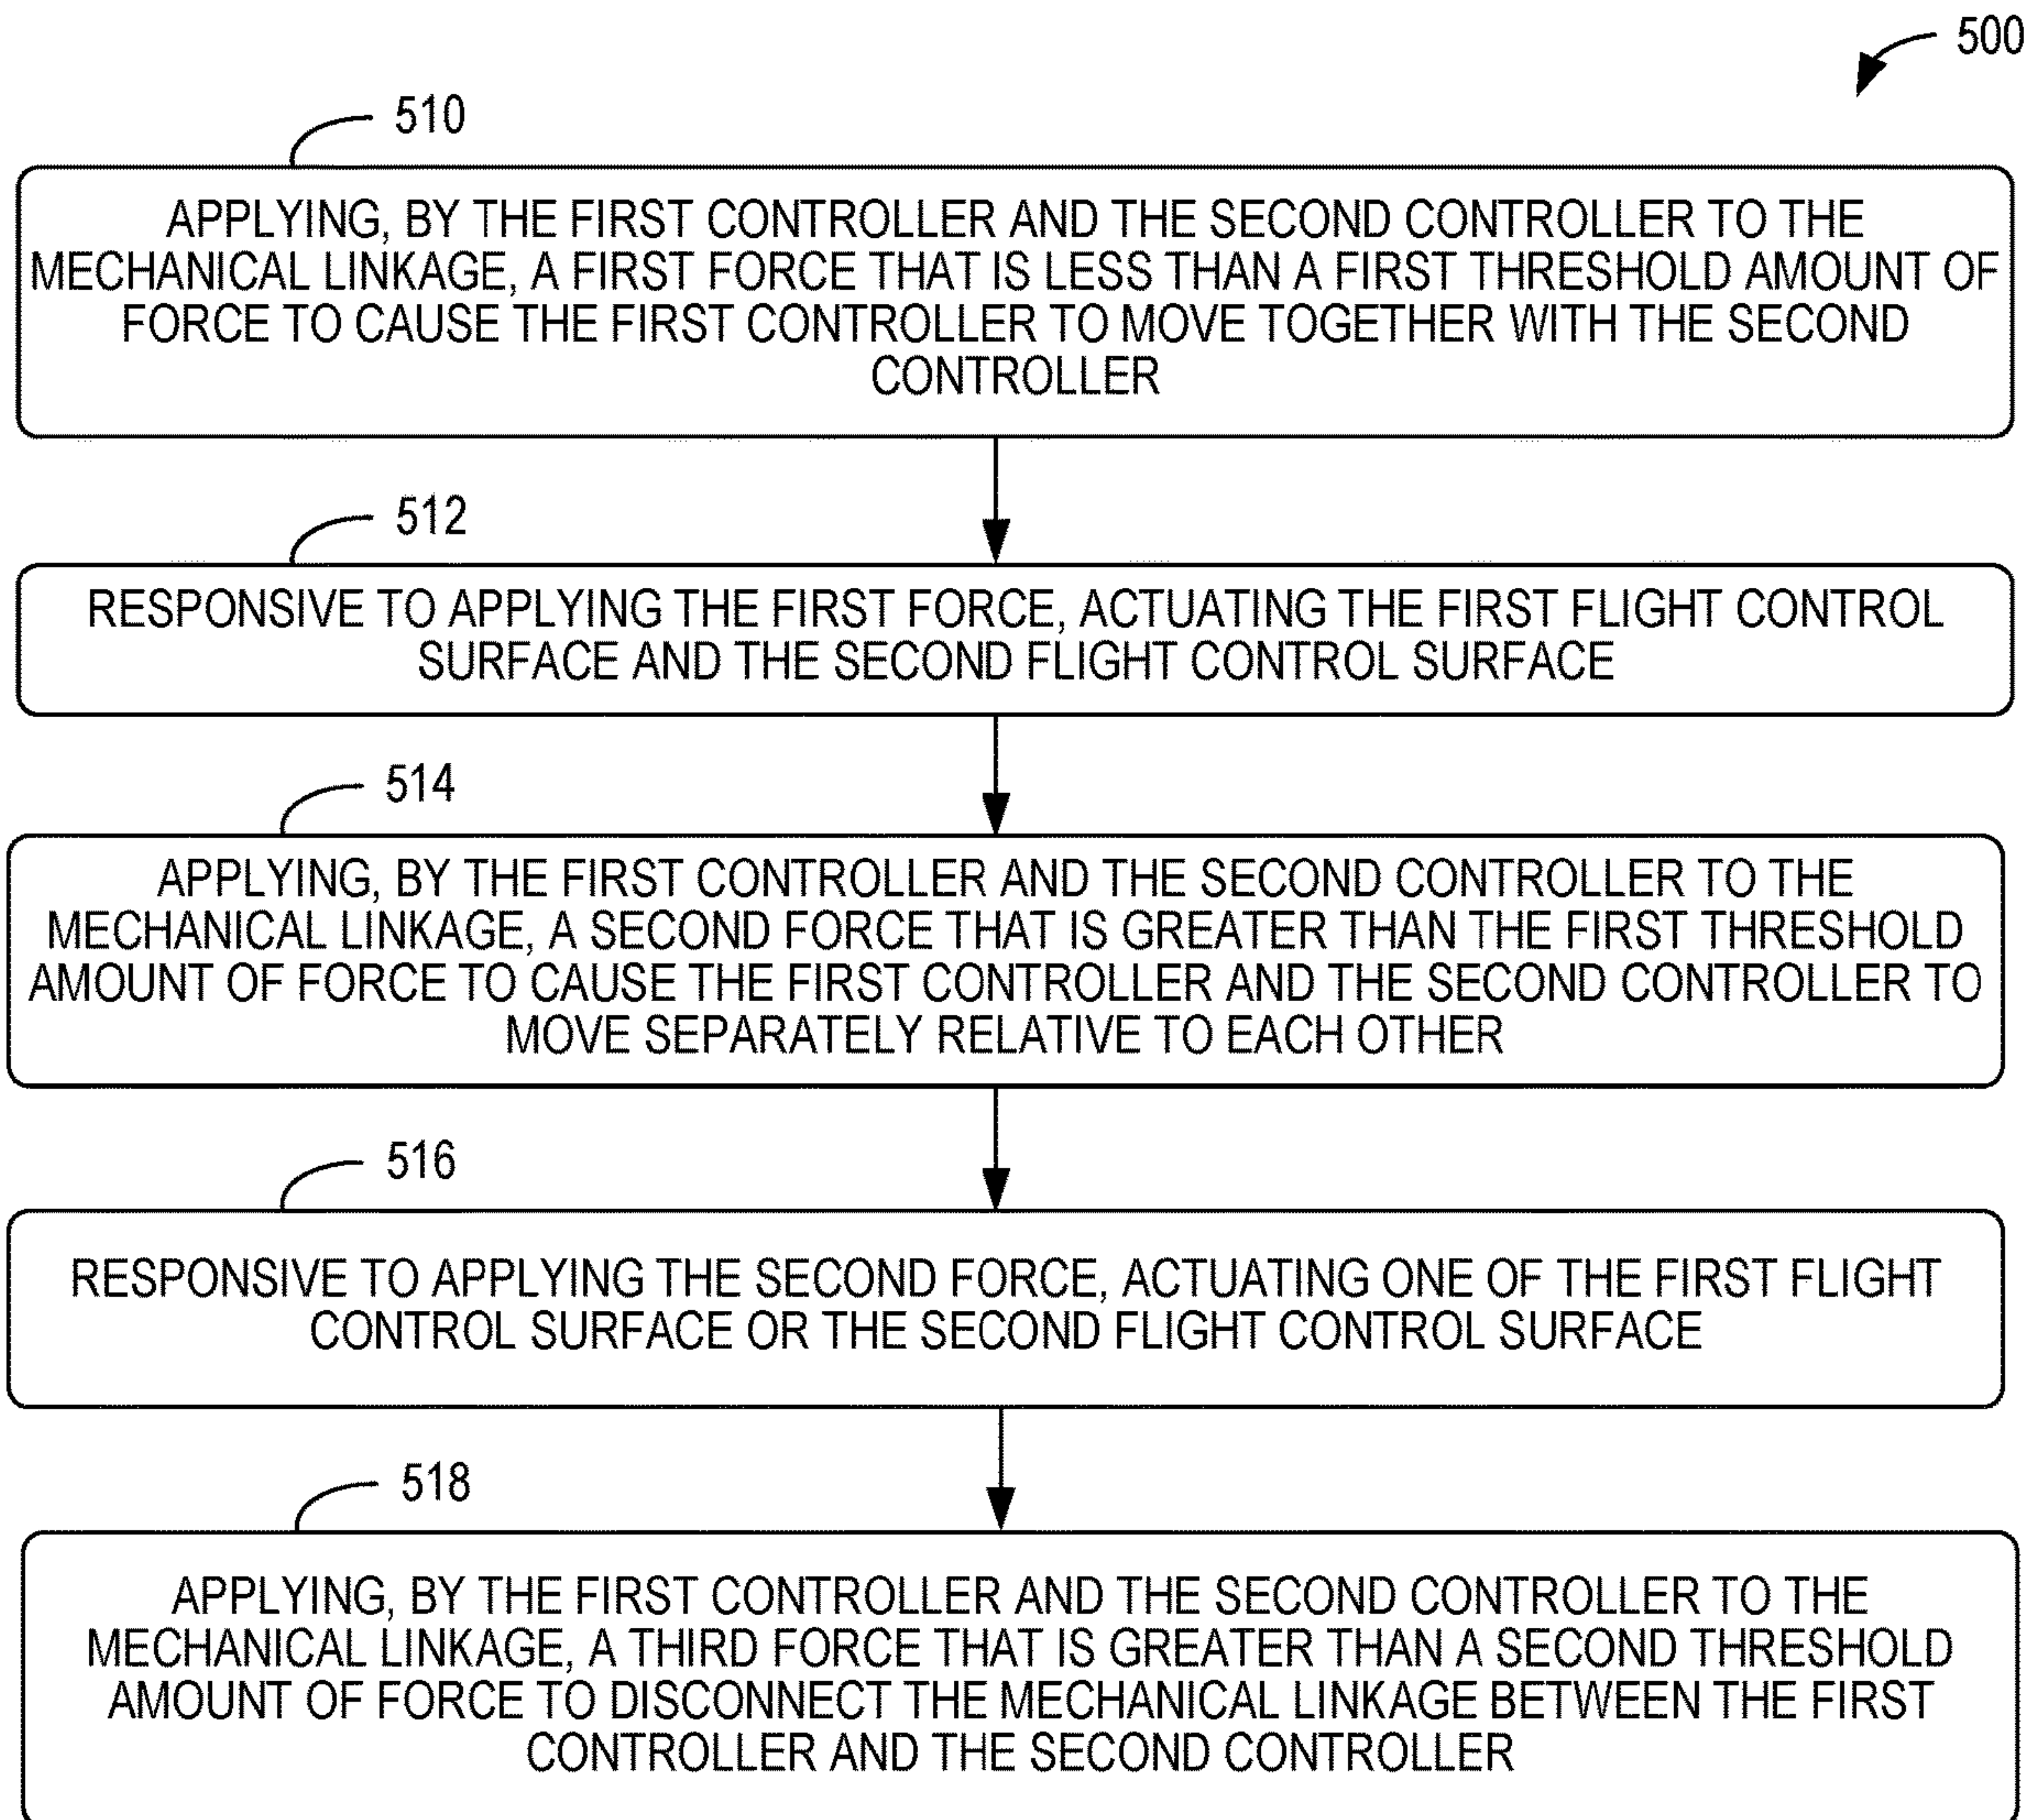 500
510
APPLYING, BY THE FIRST CONTROLLER AND THE SECOND CONTROLLER TO THE
MECHANICAL LINKAGE, A FIRST FORCE THAT IS LESS THAN A FIRST THRESHOLD AMOUNT OF
FORCE TO CAUSE THE FIRST CONTROLLER TO MOVE TOGETHER WITH THE SECOND
CONTROLLER
512
RESPONSIVE TO APPLYING THE FIRST FORCE, ACTUATING THE FIRST FLIGHT CONTROL
SURFACE AND THE SECOND FLIGHT CONTROL SURFACE
514
APPLYING, BY THE FIRST CONTROLLER AND THE SECOND CONTROLLER TO THE
MECHANICAL LINKAGE, A SECOND FORCE THAT IS GREATER THAN THE FIRST THRESHOLD
AMOUNT OF FORCE TO CAUSE THE FIRST CONTROLLER AND THE SECOND CONTROLLER TO
MOVE SEPARATELY RELATIVE TO EACH OTHER
516
RESPONSIVE TO APPLYING THE SECOND FORCE, ACTUATING ONE OF THE FIRST FLIGHT
CONTROL SURFACE OR THE SECOND FLIGHT CONTROL SURFACE
518
APPLYING, BY THE FIRST CONTROLLER AND THE SECOND CONTROLLER TO THE
MECHANICAL LINKAGE, A THIRD FORCE THAT IS GREATER THAN A SECOND THRESHOLD
AMOUNT OF FORCE TO DISCONNECT THE MECHANICAL LINKAGE BETWEEN THE FIRST
CONTROLLER AND THE SECOND CONTROLLER